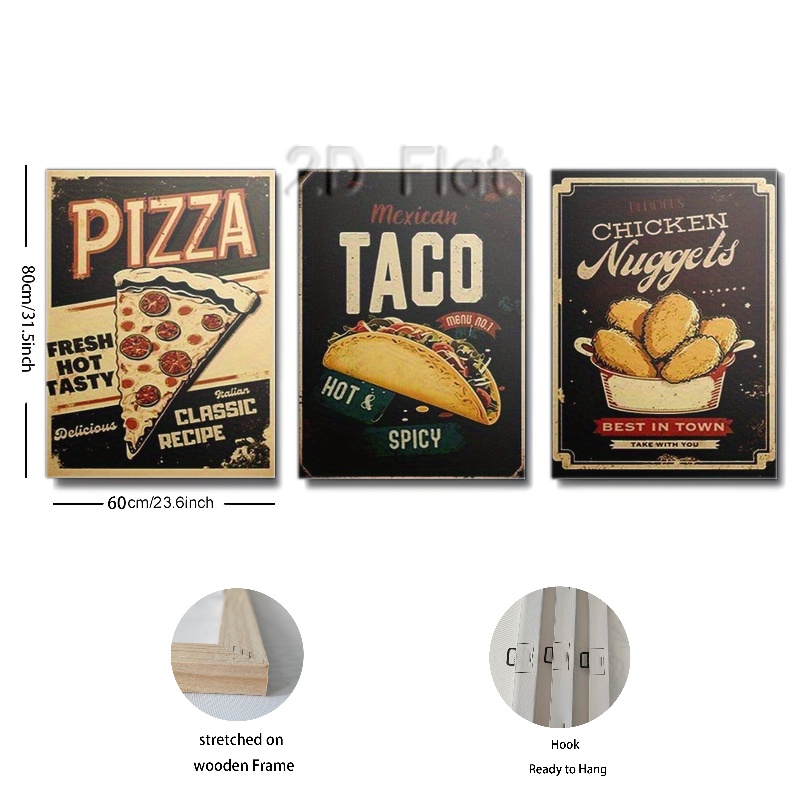 2D Flat
80cm/31.5inch
PIZZA
FRESH
HOT
TASTY
Delicious
Italian
CLASSIC
RECIPE
Mexican
TACO
MENU NO.1
HOT &
SPICY
DELICIOUS
CHICKEN
Nuggets
BEST IN TOWN
TAKE WITH YOU
60cm/23.6inch
stretched on
wooden Frame
Hook
Ready to Hang